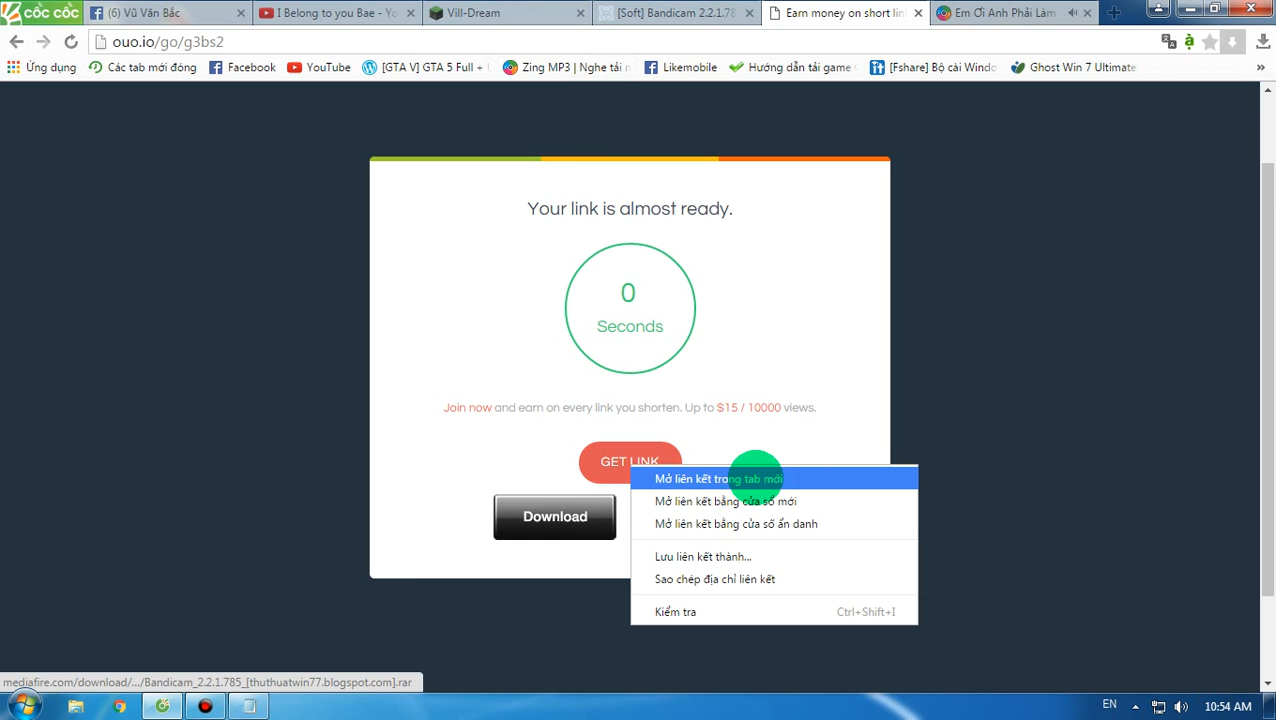 cốc cốc
(6) Vũ Văn Bắc
I Belong to you Bae - Yo
Vill-Dream
[Soft] Bandicam 2.2.1.785
Earn money on short lin
Em Ơi Anh Phải Làm
ouo.io/go/g3bs2
Ứng dụng
Các tab mới đóng
Facebook
YouTube
[GTA V] GTA 5 Full +
Zing MP3 | Nghe tải n
Likemobile
Hướng dẫn tải game
[Fshare] Bộ cài Windo
Ghost Win 7 Ultimate
»
Your link is almost ready.
0
Seconds
Join now and earn on every link you shorten. Up to $15 / 10000 views.
GET LINK
Mở liên kết trong tab mới
Mở liên kết bằng cửa sổ mới
Download
Mở liên kết bằng cửa sổ ẩn danh
Lưu liên kết thành...
Sao chép địa chỉ liên kết
Kiểm tra Ctrl+Shift+I
mediafire.com/download/.../Bandicam_2.2.1.785_[thuthuatwin77.blogspot.com].rar
EN
10:54 AM